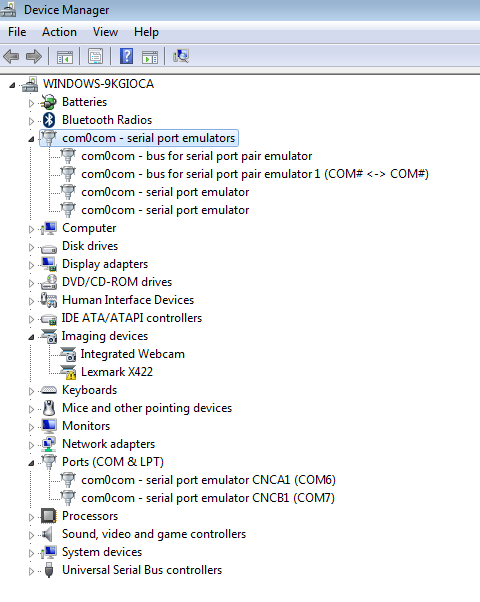 Device Manager
File Action View Help
WINDOWS-9KGIOCA
Batteries
Bluetooth Radios
com0com - serial port emulators
com0com - bus for serial port pair emulator
com0com - bus for serial port pair emulator 1 (COM# <-> COM#)
com0com - serial port emulator
com0com - serial port emulator
Computer
Disk drives
Display adapters
DVD/CD-ROM drives
Human Interface Devices
IDE ATA/ATAPI controllers
Imaging devices
Integrated Webcam
Lexmark X422
Keyboards
Mice and other pointing devices
Monitors
Network adapters
Ports (COM & LPT)
com0com - serial port emulator CNCA1 (COM6)
com0com - serial port emulator CNCB1 (COM7)
Processors
Sound, video and game controllers
System devices
Universal Serial Bus controllers